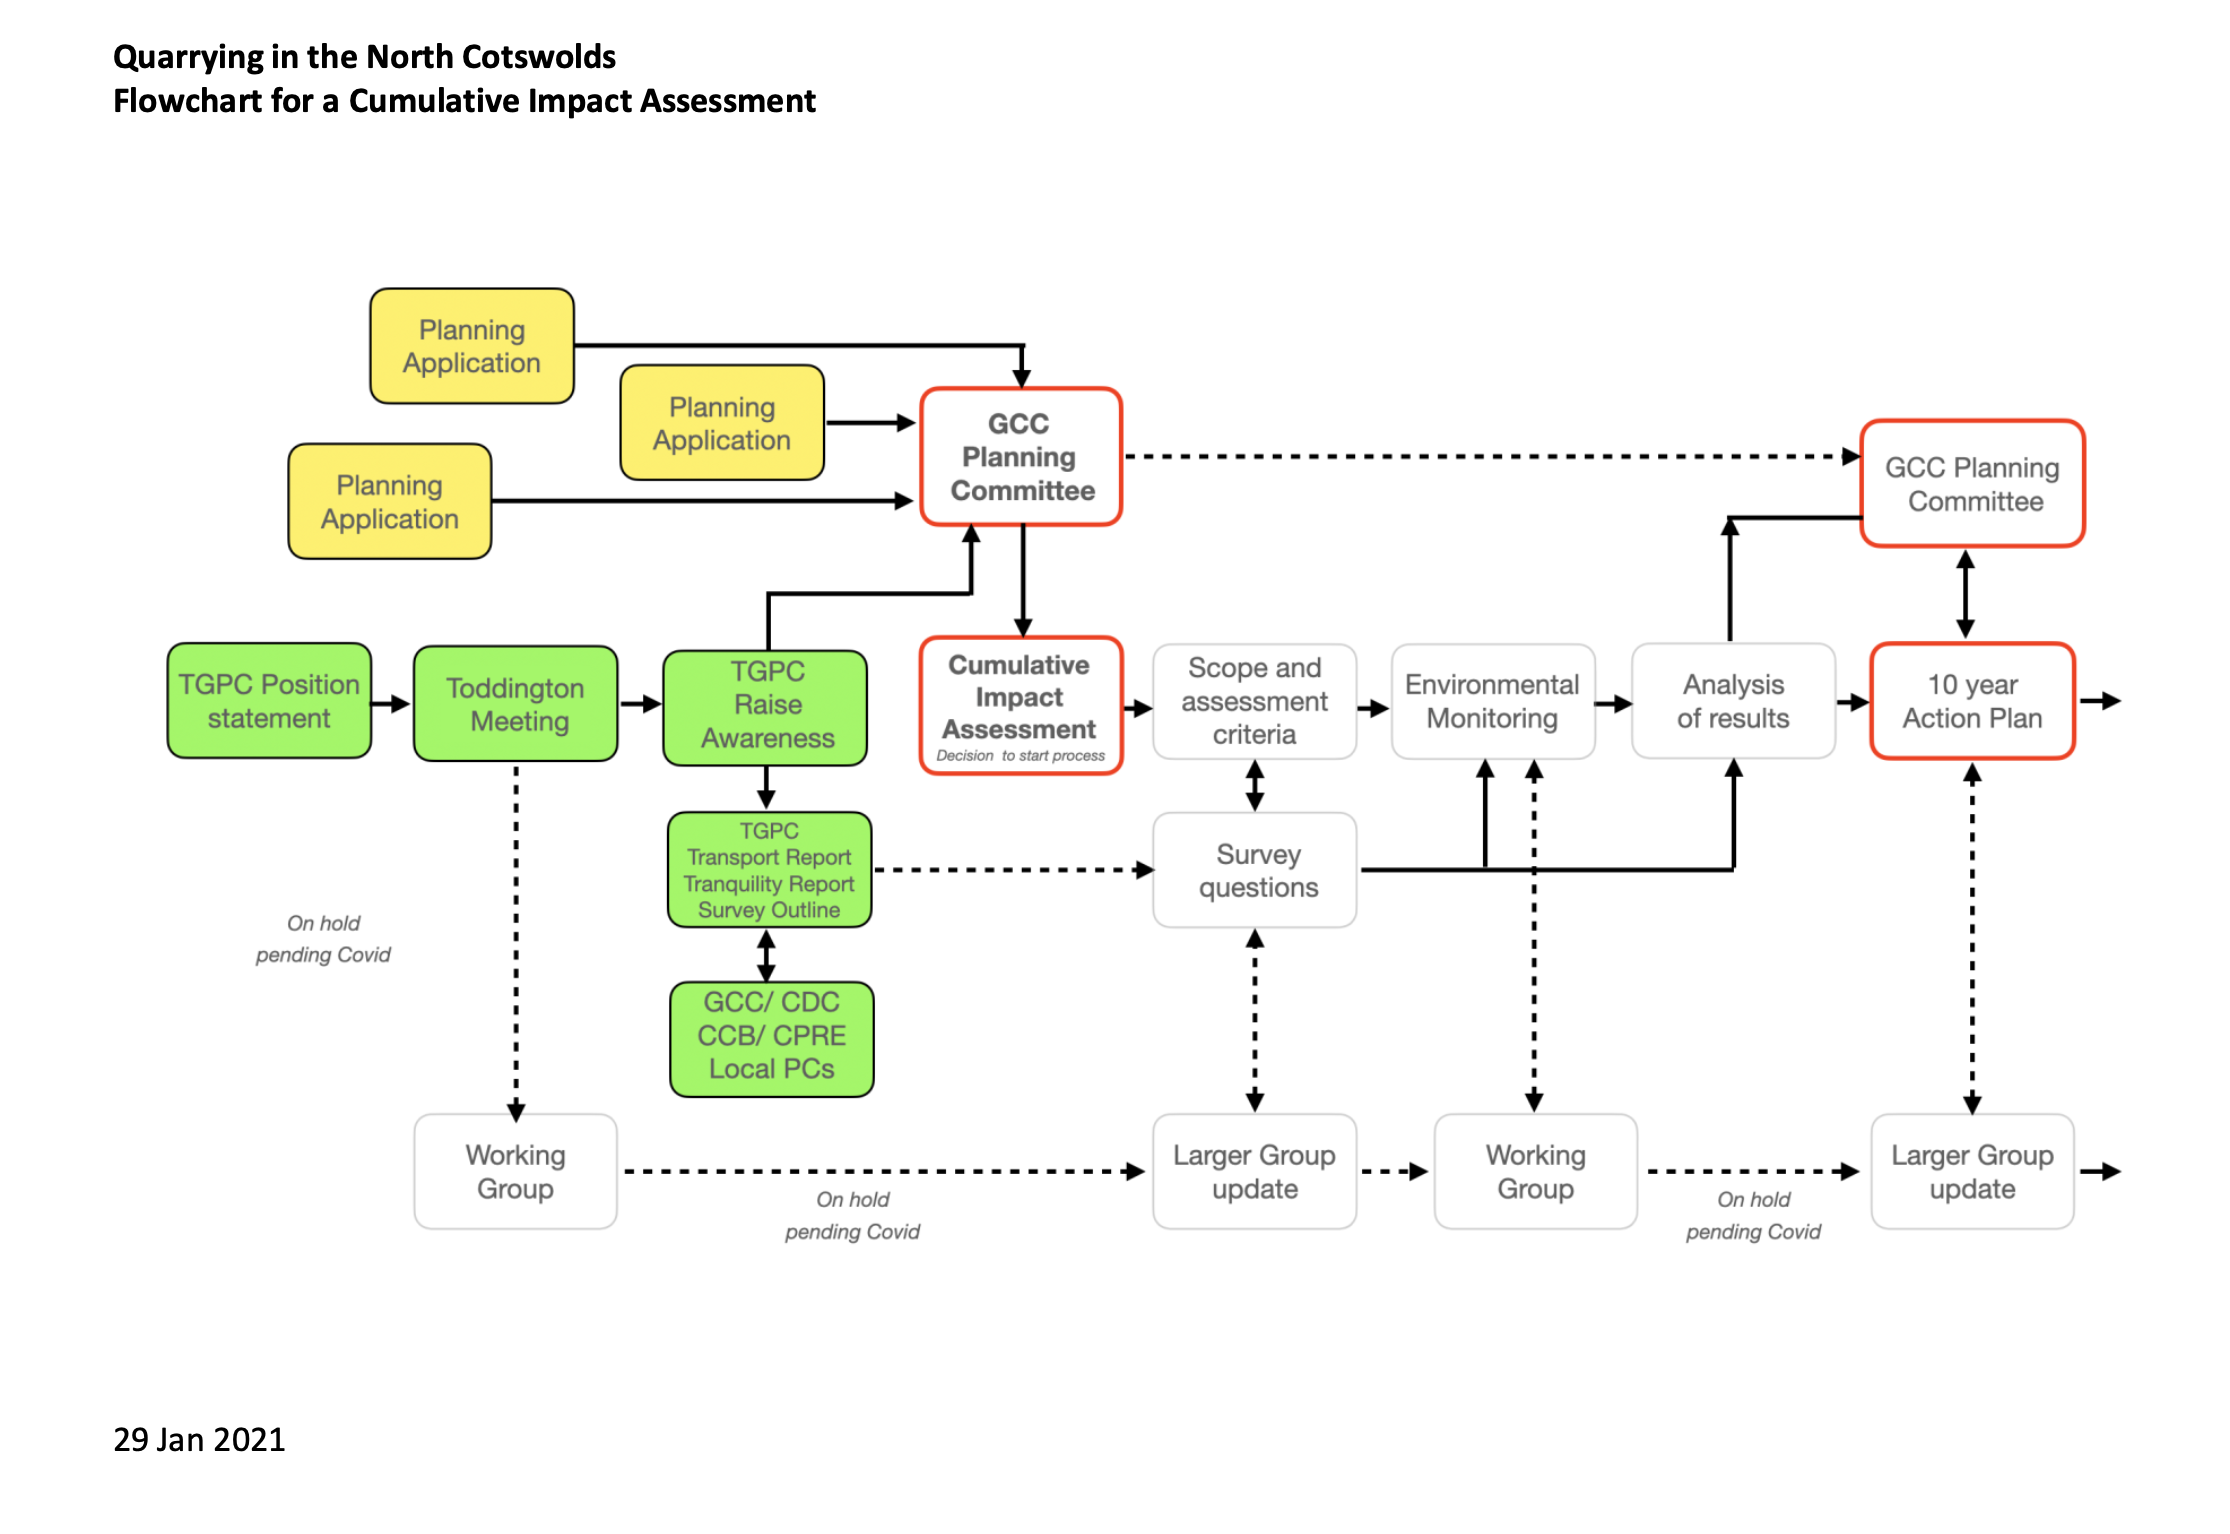 Quarrying in the North Cotswolds
Flowchart for a Cumulative Impact Assessment
Planning
Application
Planning
Application
Planning
Application
GCC
Planning
Committee
GCC Planning
Committee
TGPC Position
statement
Toddington
Meeting
TGPC
Raise
Awareness
Cumulative
Impact
Assessment
Decision to start process
Scope and
assessment
criteria
Environmental
Monitoring
Analysis
of results
10 year
Action Plan
TGPC
Transport Report
Tranquility Report
Survey Outline
Survey
questions
On hold
pending Covid
GCC/ CDC
CCB/ CPRE
Local PCs
Working
Group
On hold
pending Covid
Larger Group
update
Working
Group
On hold
pending Covid
Larger Group
update
29 Jan 2021